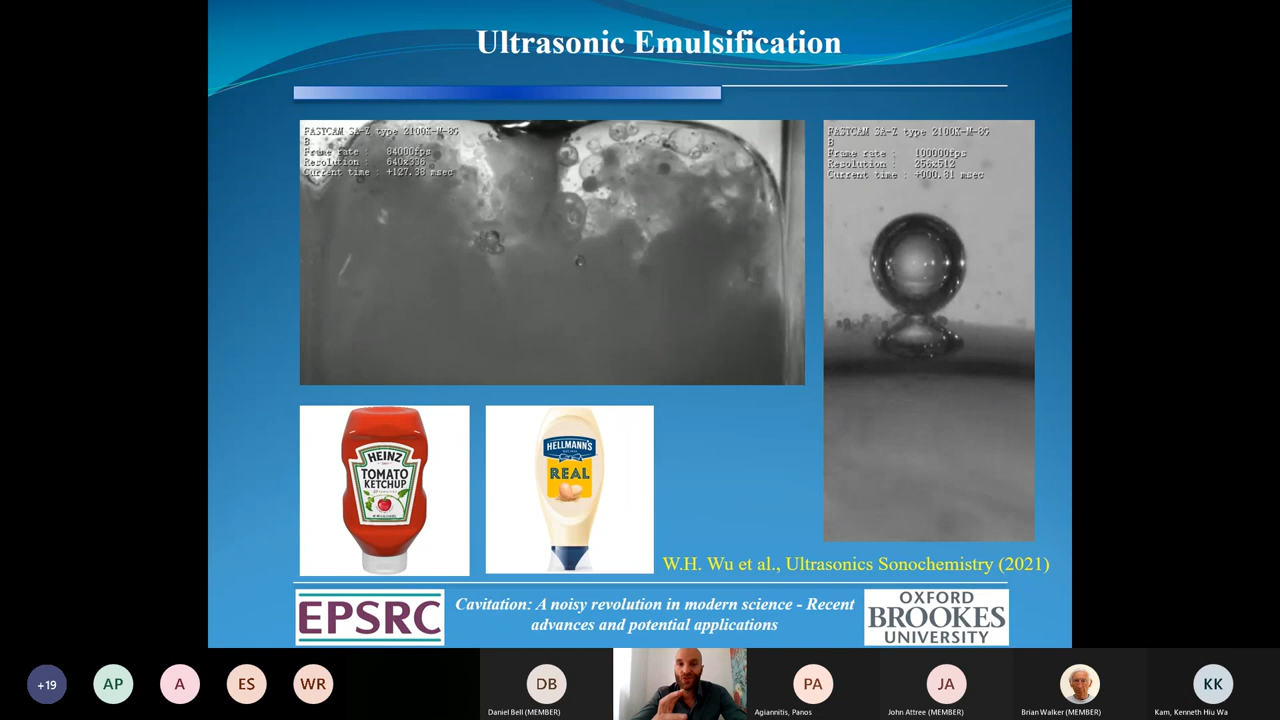 Ultrasonic Emulsification
FASTCAM SA-Z type 2100K-M-8G
B
Frame rate : 84000fps
Resolution : 640x336
Current time : +127.38 msec
FASTCAM SA-Z type 2100K-M-8G
B
Frame rate : 100000fps
Resolution : 256x512
Current time : +000.81 msec
HEINZ
TOMATO
KETCHUP
HELLMANN'S
REAL
W.H. Wu et al., Ultrasonics Sonochemistry (2021)
EPSRC
Cavitation: A noisy revolution in modern science - Recent
advances and potential applications
OXFORD
BROOKES
UNIVERSITY
+19
AP
A
ES
WR
DB
Daniel Bell (MEMBER)
PA
Agiannitis, Panos
JA
John Attree (MEMBER)
Brian Walker (MEMBER)
KK
Kam, Kenneth Hiu Wa